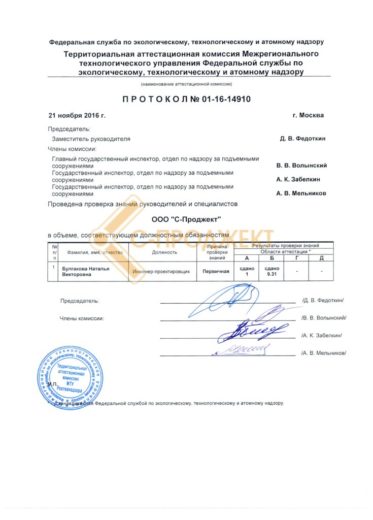 Федеральная служба по экологическому, технологическому и атомному надзору
Территориальная аттестационная комиссия Межрегионального
технологического управления Федеральной службы по
экологическому, технологическому и атомному надзору
(наименование аттестационной комиссии)
П Р О Т О К О Л № 01-16-14910
21 ноября 2016 г. г. Москва
Председатель:
Заместитель руководителя Д. В. Федоткин
Члены комиссии:
Главный государственный инспектор, отдел по надзору за подъемными
сооружениями В. В. Волынский
Государственный инспектор, отдел по надзору за подъемными
сооружениями А. К. Забелкин
Государственный инспектор, отдел по надзору за подъемными
сооружениями А. В. Мельников
Проведена проверка знаний руководителей и специалистов
ООО "С-Проджект"
С-ПРОДЖЕКТ
в объеме, соответствующем должностным обязанностям
№ п/п Фамилия, имя, отчество Должность Причина проверки знаний Результаты проверки знаний
Области аттестации *
А Б Г Д
1 Булгакова Наталья Викторовна Инженер проектировщик Первичная сдано 1 сдано 9.31 - -
Председатель: /Д. В. Федоткин/
Члены комиссии: /В. В. Волынский/
/А. К. Забелкин/
/А. В. Мельников/
Территориальная
аттестационная
комиссия
МТУ
Ростехнадзора
М.П.
Федеральной службой по экологическому, технологическому и атомному надзору